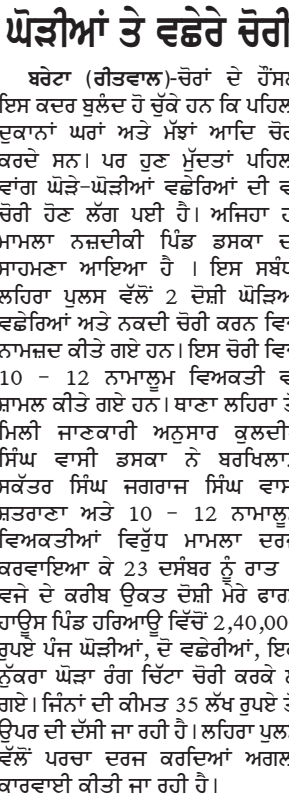 ਘੋੜੀਆਂ ਤੇ ਵਛੇਰੇ ਚੋਰੀ
ਬਰੇਟਾ (ਰੀਤਵਾਲ)-ਚੋਰਾਂ ਦੇ ਹੌਂਸਲ
ਇਸ ਕਦਰ ਬੁਲੰਦ ਹੋ ਚੁੱਕੇ ਹਨ ਕਿ ਪਹਿਲ
ਦੁਕਾਨਾਂ ਘਰਾਂ ਅਤੇ ਮੱਝਾਂ ਆਦਿ ਚੋਰ
ਕਰਦੇ ਸਨ। ਪਰ ਹੁਣ ਮੁੱਦਤਾਂ ਪਹਿਲ
ਵਾਂਗ ਘੋੜੇ-ਘੋੜੀਆਂ ਵਛੇਰਿਆਂ ਦੀ ਵ
ਚੋਰੀ ਹੋਣ ਲੱਗ ਪਈ ਹੈ। ਅਜਿਹਾ ਹ
ਮਾਮਲਾ ਨਜ਼ਦੀਕੀ ਪਿੰਡ ਡਸਕਾ ਦ
ਸਾਹਮਣਾ ਆਇਆ ਹੈ । ਇਸ ਸਬੰਧ
ਲਹਿਰਾ ਪੁਲਸ ਵੱਲੋਂ 2 ਦੋਸ਼ੀ ਘੋੜਿਅ
ਵਛੇਰਿਆਂ ਅਤੇ ਨਕਦੀ ਚੋਰੀ ਕਰਨ ਵਿਚ
ਨਾਮਜ਼ਦ ਕੀਤੇ ਗਏ ਹਨ। ਇਸ ਚੋਰੀ ਵਿਚ
10 - 12 ਨਾਮਾਲੂਮ ਵਿਅਕਤੀ ਵ
ਸ਼ਾਮਲ ਕੀਤੇ ਗਏ ਹਨ। ਥਾਣਾ ਲਹਿਰਾ ਤੋਂ
ਮਿਲੀ ਜਾਣਕਾਰੀ ਅਨੁਸਾਰ ਕੁਲਦੀਪ
ਸਿੰਘ ਵਾਸੀ ਡਸਕਾ ਨੇ ਬਰਖਿਲਾਫ
ਸਕੱਤਰ ਸਿੰਘ ਜਗਰਾਜ ਸਿੰਘ ਵਾਸ
ਸ਼ਤਰਾਣਾ ਅਤੇ 10 - 12 ਨਾਮਾਲੂਮ
ਵਿਅਕਤੀਆਂ ਵਿਰੁੱਧ ਮਾਮਲਾ ਦਰਜ
ਕਰਵਾਇਆ ਕੇ 23 ਦਸੰਬਰ ਨੂੰ ਰਾਤ
ਵਜੇ ਦੇ ਕਰੀਬ ਉਕਤ ਦੋਸ਼ੀ ਮੇਰੇ ਫਾਰਮ
ਹਾਊਸ ਪਿੰਡ ਹਰਿਆਊ ਵਿੱਚੋਂ 2,40,00
ਰੁਪਏ ਪੰਜ ਘੋੜੀਆਂ, ਦੋ ਵਛੇਰੀਆਂ, ਇਕ
ਨੁੱਕਰਾ ਘੋੜਾ ਰੰਗ ਚਿੱਟਾ ਚੋਰੀ ਕਰਕੇ ਲ
ਗਏ। ਜਿੰਨਾਂ ਦੀ ਕੀਮਤ 35 ਲੱਖ ਰੁਪਏ ਤੋਂ
ਉਪਰ ਦੀ ਦੱਸੀ ਜਾ ਰਹੀ ਹੈ। ਲਹਿਰਾ ਪੁਲਸ
ਵੱਲੋਂ ਪਰਚਾ ਦਰਜ ਕਰਦਿਆਂ ਅਗਲ
ਕਾਰਵਾਈ ਕੀਤੀ ਜਾ ਰਹੀ ਹੈ।